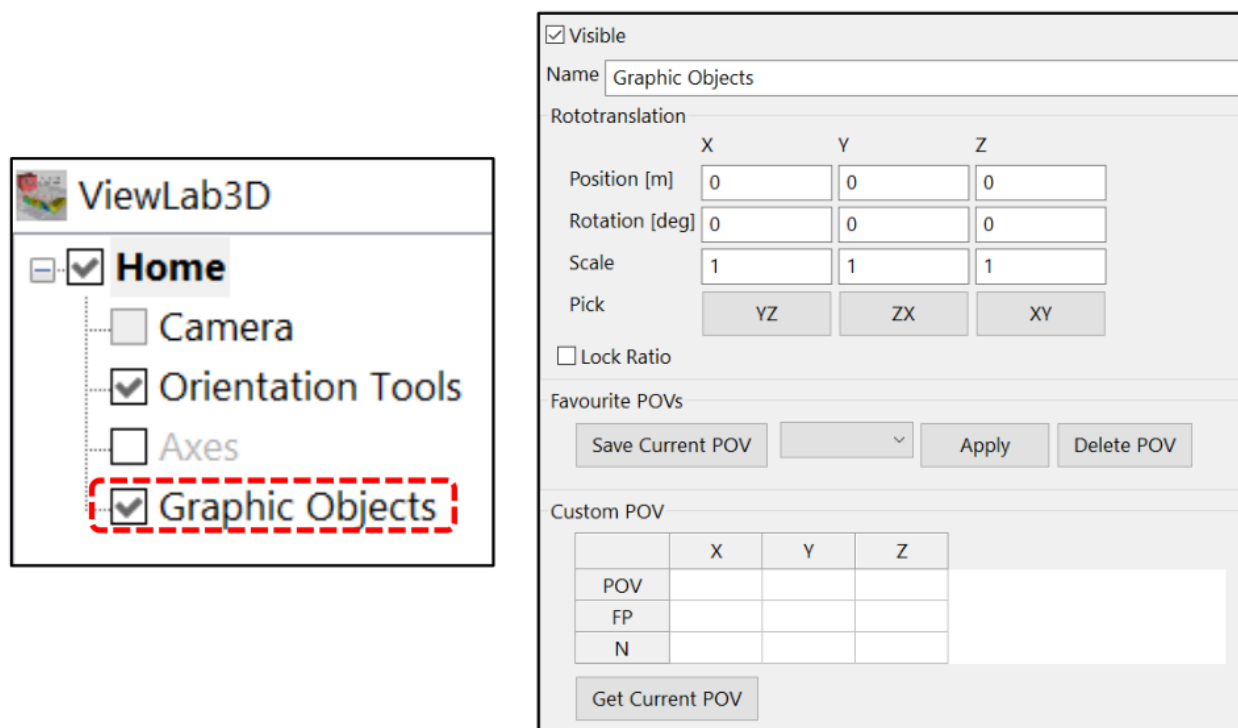 ViewLab3D
Home
Camera
Orientation Tools
Axes
Graphic Objects
Visible
Name Graphic Objects
Rototranslation
X Y Z
Position [m] 0 0 0
Rotation [deg] 0 0 0
Scale 1 1 1
Pick YZ ZX XY
Lock Ratio
Favourite POVs
Save Current POV Apply Delete POV
Custom POV
X Y Z
POV
FP
N
Get Current POV